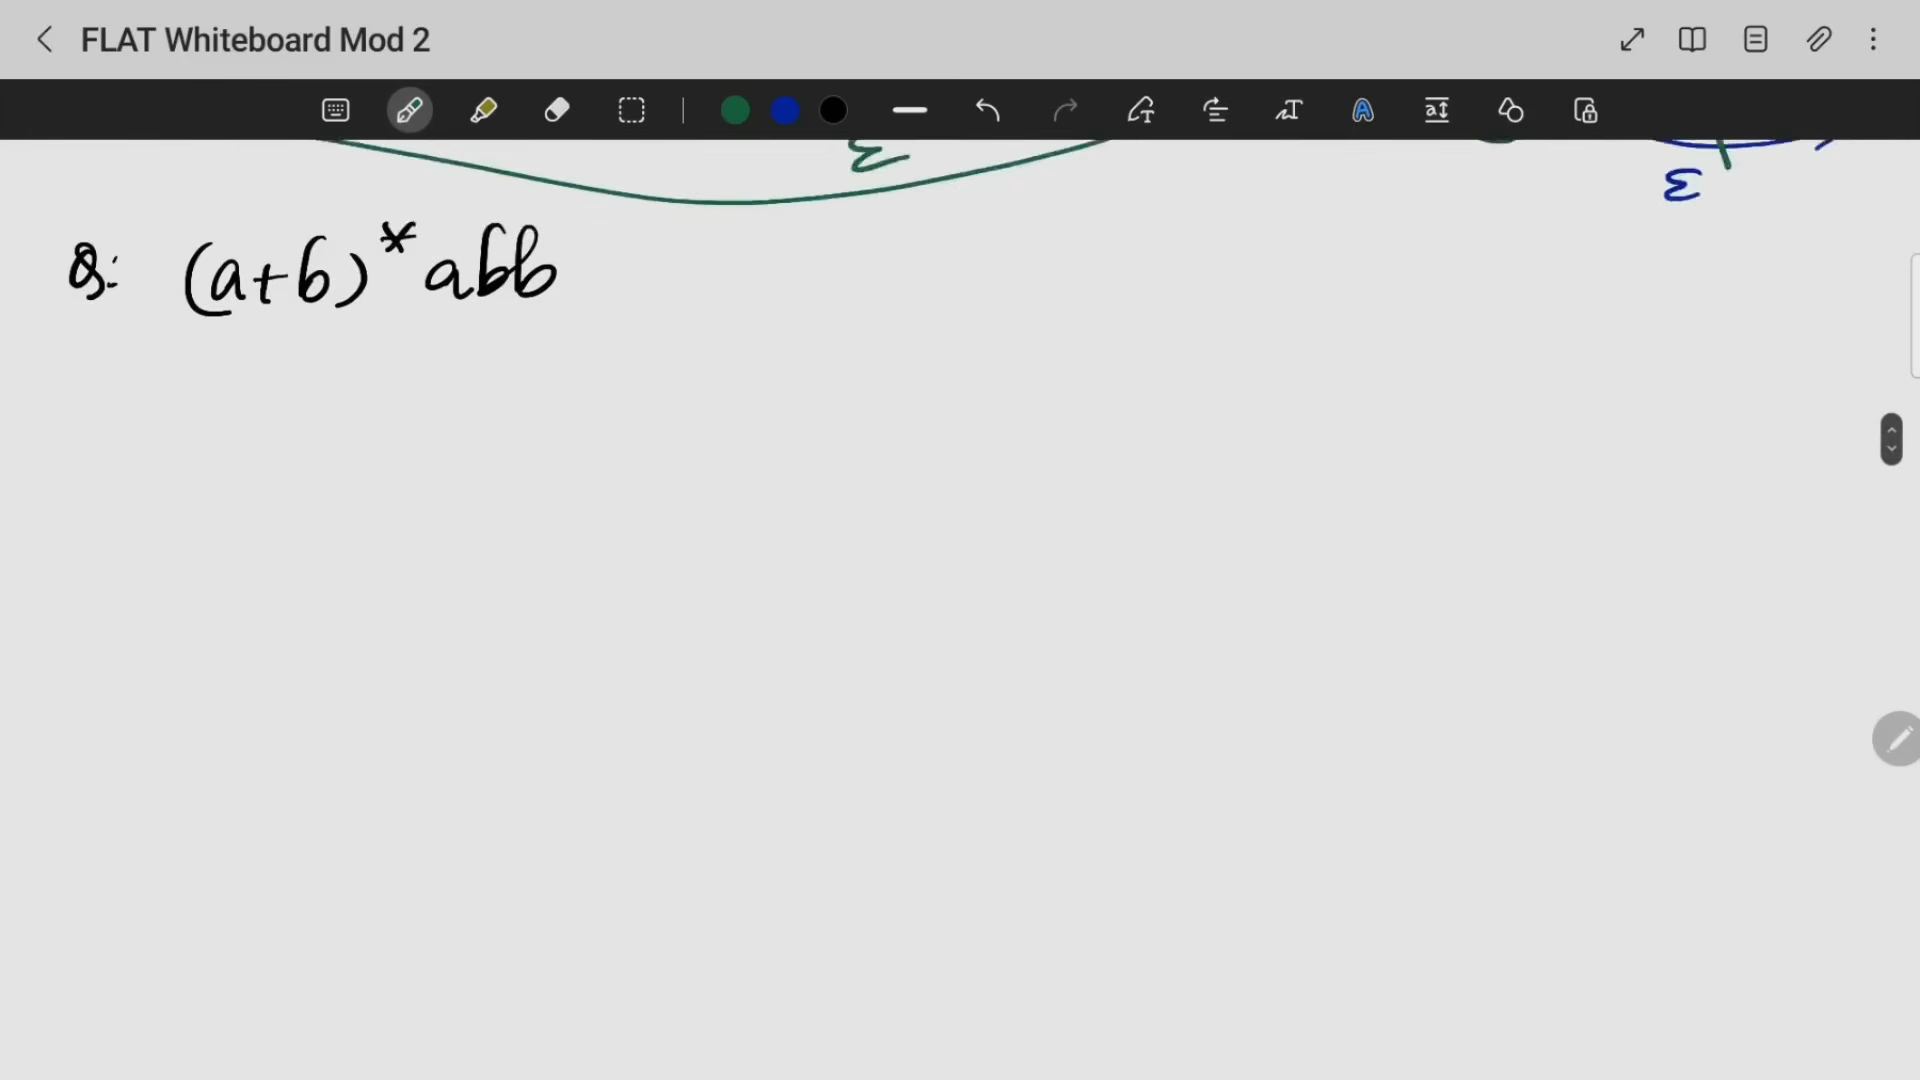 FLAT Whiteboard Mod 2
ε
ε
Q: (a+b)*abb